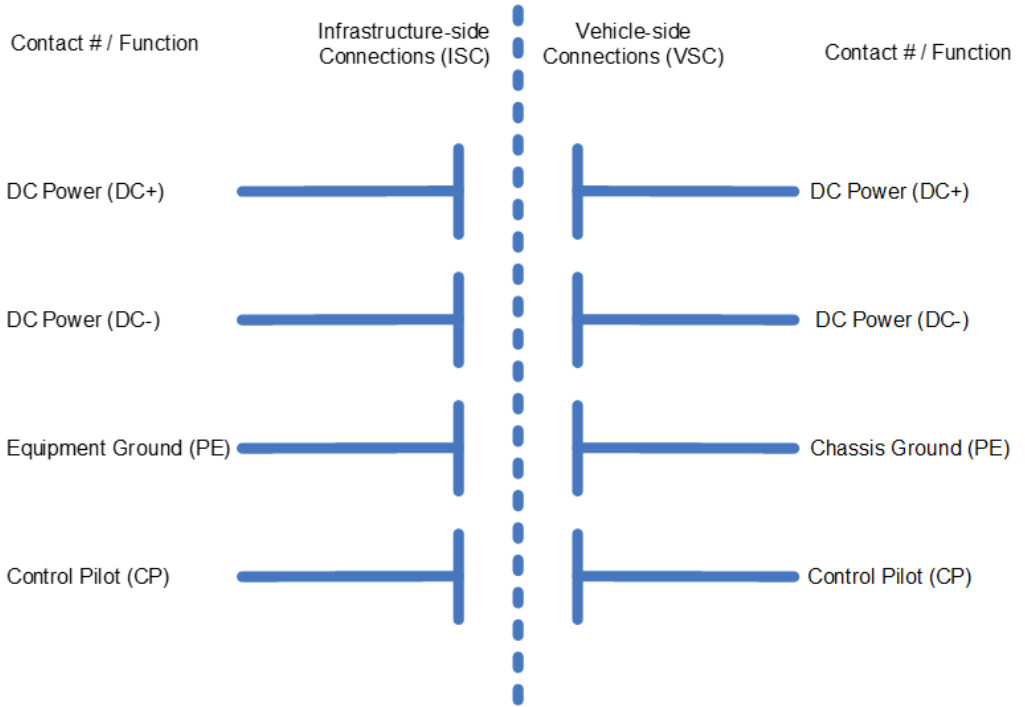 Contact # / Function
Infrastructure-side
Connections (ISC)
Vehicle-side
Connections (VSC)
Contact # / Function
DC Power (DC+)
DC Power (DC+)
DC Power (DC-)
DC Power (DC-)
Equipment Ground (PE)
Chassis Ground (PE)
Control Pilot (CP)
Control Pilot (CP)